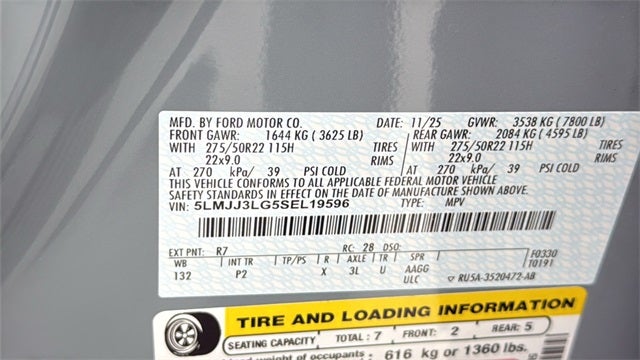 MFD. BY FORD MOTOR CO. DATE: 11/25 GVWR: 3538 KG ( 7800 LB)
FRONT GAWR: 1644 KG ( 3625 LB) REAR GAWR: 2084 KG ( 4595 LB)
WITH 275/50R22 115H TIRES WITH 275/50R22 115H TIRES
22x9.0 RIMS 22x9.0 RIMS
AT 270 kPa/ 39 PSI COLD AT 270 kPa/ 39 PSI COLD
THIS VEHICLE CONFORMS TO ALL APPLICABLE FEDERAL MOTOR VEHICLE
SAFETY STANDARDS IN EFFECT ON THE DATE OF MANUFACTURE SHOWN ABOVE.
VIN: 5LMJJ3LG5SEL19596 TYPE: MPV
EXT PNT: R7 RC: 28 DSO: F0330
WB INT TR TP/PS R AXLE TR SPR T0191
132 P2 X 3L U AAGG
ULC ▽ RU5A-3520472-AB
TIRE AND LOADING INFORMATION
SEATING CAPACITY TOTAL: 7 FRONT: 2 REAR: 5
weight of occupants 616 kg or 1360 lbs.